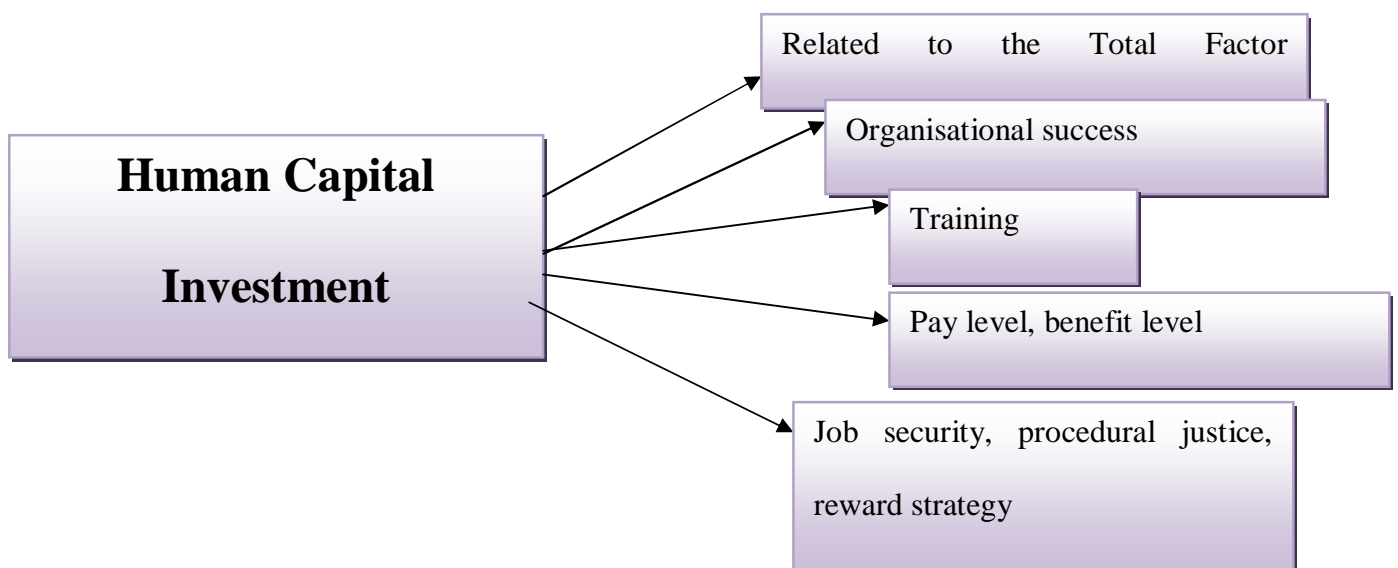 Human Capital
Investment
Related to the Total Factor
Organisational success
Training
Pay level, benefit level
Job security, procedural justice,
reward strategy